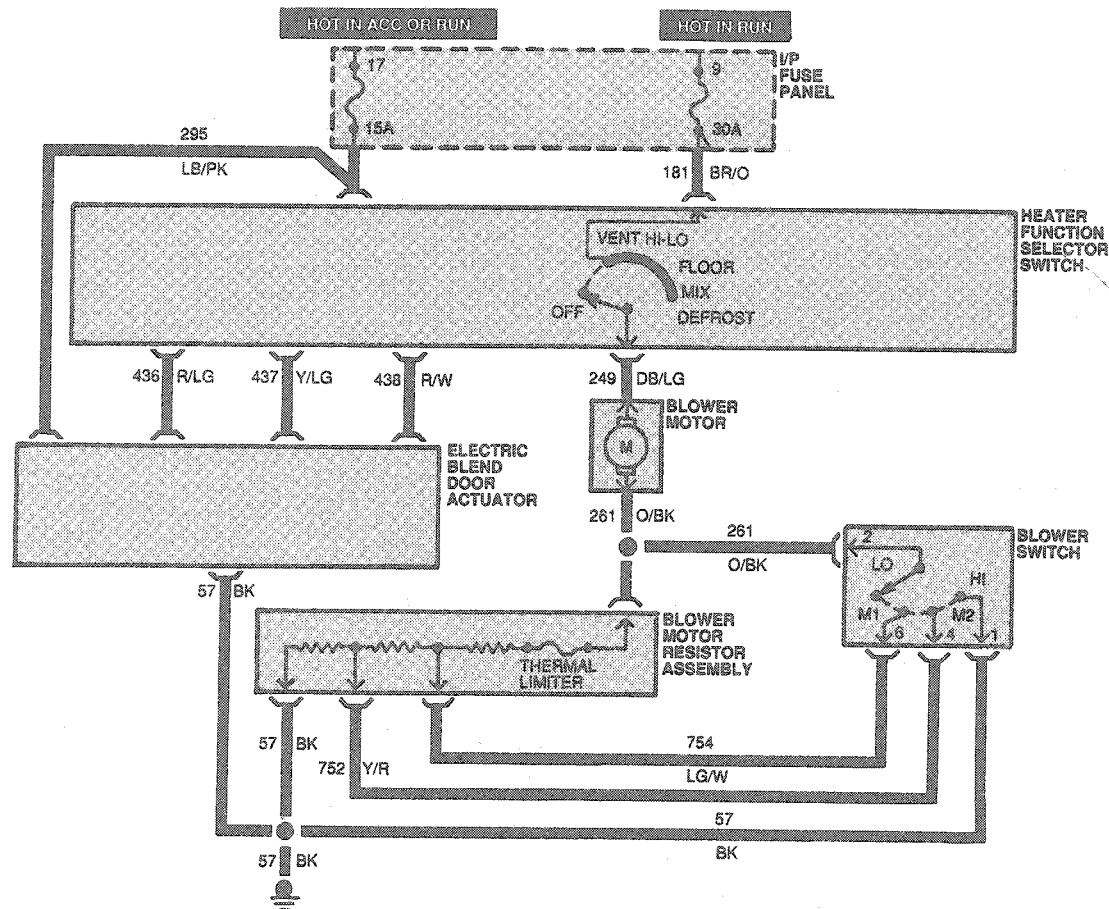 HOT IN ACC OR RUN
HOT IN RUN
17
9
I/P
FUSE
PANEL
15A
30A
295
LB/PK
181 BR/O
HEATER
FUNCTION
SELECTOR
SWITCH
VENT HI-LO
FLOOR
MIX
OFF
DEFROST
436 R/LG
437 Y/LG
438 R/W
249 DB/LG
BLOWER
MOTOR
M
ELECTRIC
BLEND
DOOR
ACTUATOR
261 O/BK
261
O/BK
BLOWER
SWITCH
2
LO
HI
M1
M2
6
4
1
57 BK
BLOWER
MOTOR
RESISTOR
ASSEMBLY
THERMAL
LIMITER
57 BK
752 Y/R
754
LG/W
57
BK
57 BK